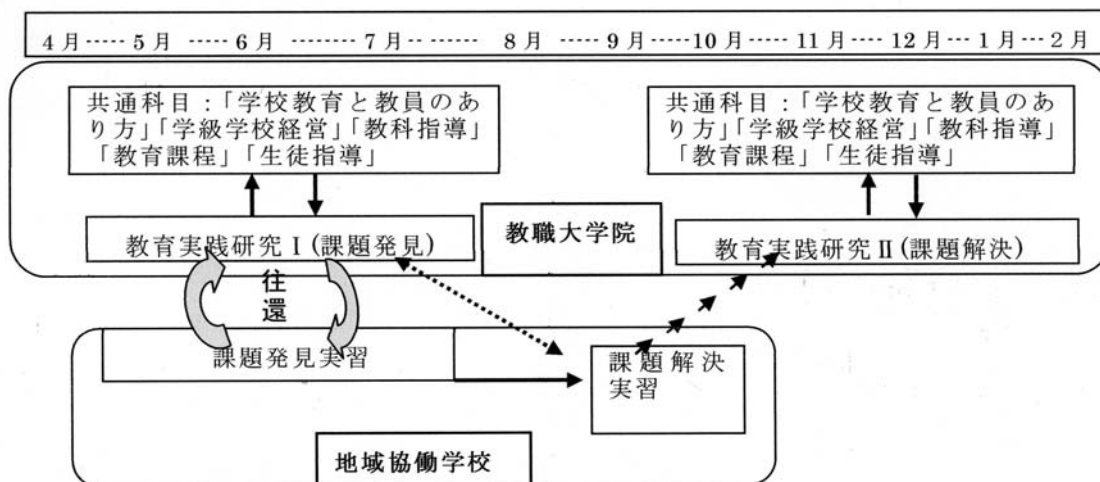 4月-----5月 -----6月 --------7月-- ------ 8月 ---9月-----10月 -----11月 ----12月---1月---2月
共通科目:「学校教育と教員のあ
り方」「学級学校経営」「教科指導」
「教育課程」「生徒指導」
共通科目:「学校教育と教員のあ
り方」「学級学校経営」「教科指導」
「教育課程」「生徒指導」
教育実践研究Ⅰ(課題発見)
教職大学院
教育実践研究Ⅱ(課題解決)
往
還
課題発見実習
課題解決
実習
地域協働学校